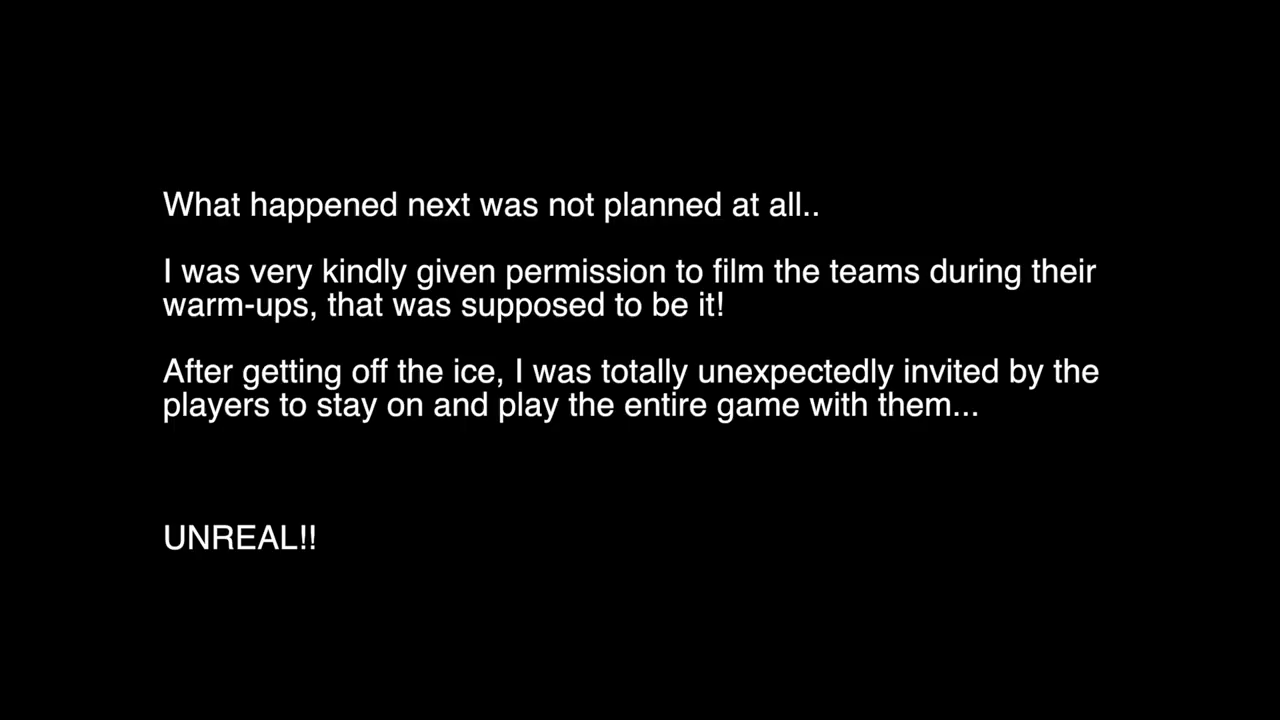 What happened next was not planned at all..
I was very kindly given permission to film the teams during their
warm-ups, that was supposed to be it!
After getting off the ice, I was totally unexpectedly invited by the
players to stay on and play the entire game with them...
UNREAL!!